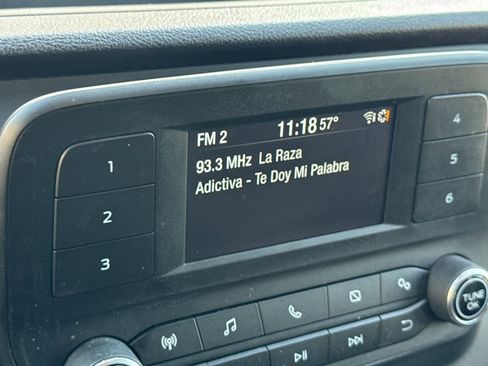 FM 2 11:18 57°
93.3 MHz La Raza
Adictiva - Te Doy Mi Palabra
1
2
3
4
5
6
TUNE
OK